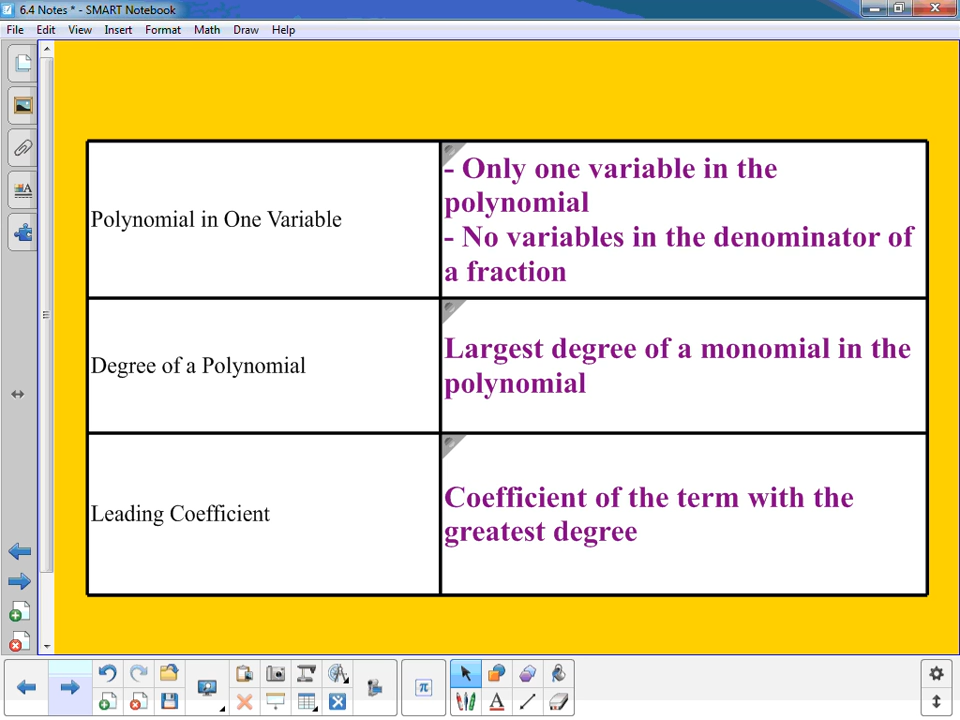 6.4 Notes * - SMART Notebook
File Edit View Insert Format Math Draw Help
Polynomial in One Variable
- Only one variable in the
polynomial
- No variables in the denominator of
a fraction
Degree of a Polynomial
Largest degree of a monomial in the
polynomial
Leading Coefficient
Coefficient of the term with the
greatest degree